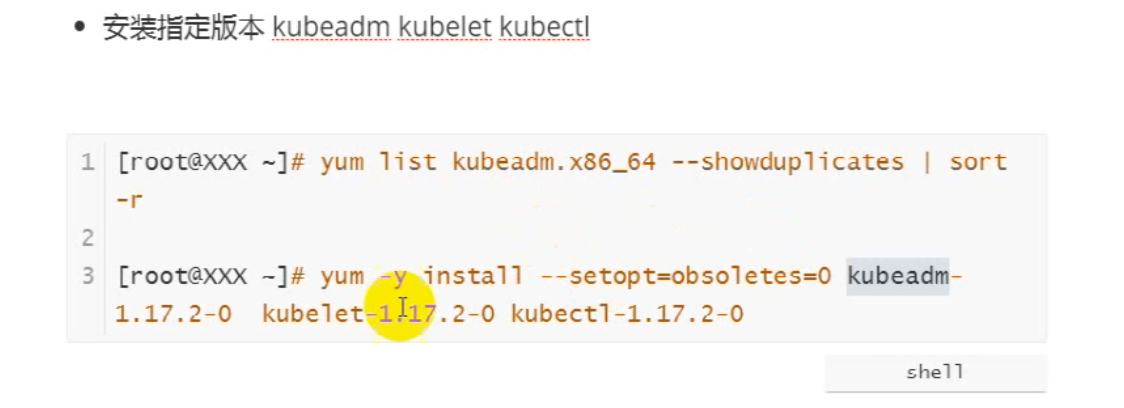 安装指定版本 kubeadm kubelet kubectl
1 [root@XXX ~]# yum list kubeadm.x86_64 --showduplicates | sort
-r
2
3 [root@XXX ~]# yum -y install --setopt=obsoletes=0 kubeadm-
1.17.2-0  kubelet-1.17.2-0 kubectl-1.17.2-0
shell